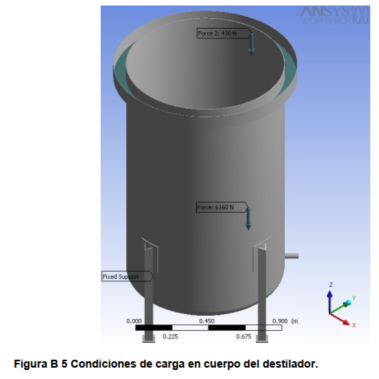 ANSYS
WORKBENCH
Force 2: 430 N
Force: 6160 N
Fixed Support
0.000
0.450
0.900 (m
0.225
0.675
Z
Y
X
Figura B 5 Condiciones de carga en cuerpo del destilador.